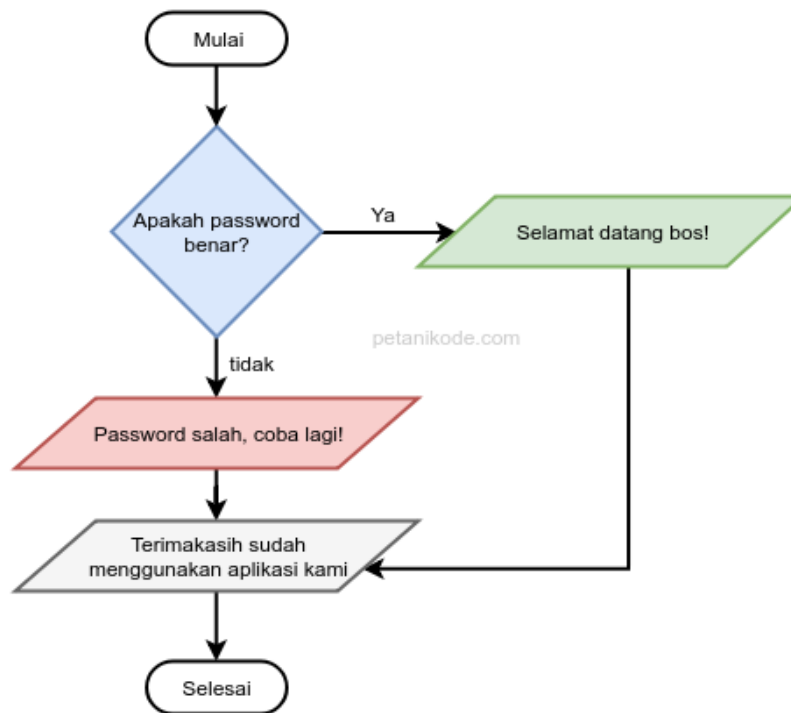 Mulai
Apakah password
benar?
Ya
Selamat datang bos!
petanikode.com
tidak
Password salah, coba lagi!
Terimakasih sudah
menggunakan aplikasi kami
Selesai